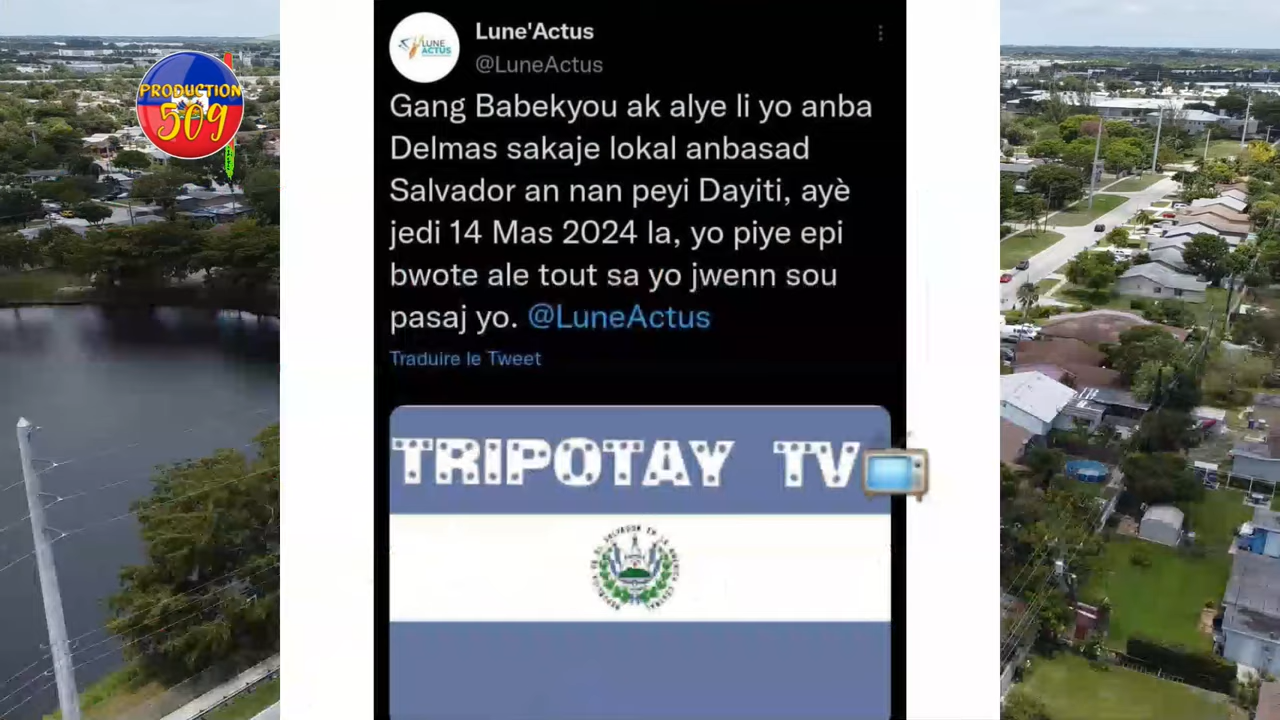 PRODUCTION
509
LUNE
ACTUS
Lune'Actus
@LuneActus
Gang Babekyou ak alye li yo anba
Delmas sakaje lokal anbasad
Salvador an nan peyi Dayiti, ayè
jedi 14 Mas 2024 la, yo piye epi
bwote ale tout sa yo jwenn sou
pasaj yo. @LuneActus
Traduire le Tweet
TRIPOTAY TV